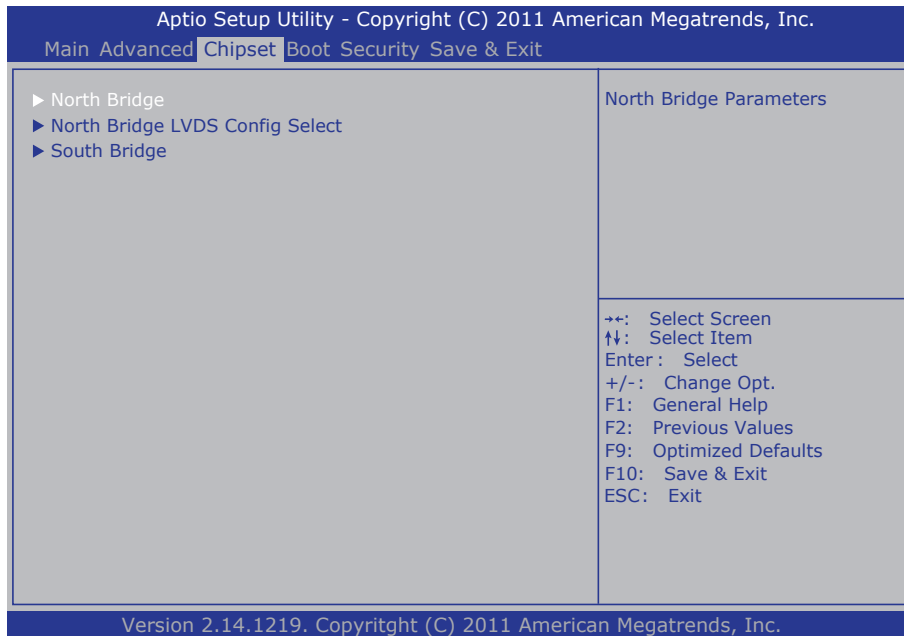 Aptio Setup Utility - Copyright (C) 2011 American Megatrends, Inc.
Main Advanced Chipset Boot Security Save & Exit
▶ North Bridge
▶ North Bridge LVDS Config Select
▶ South Bridge
North Bridge Parameters
→←: Select Screen
↑↓: Select Item
Enter : Select
+/-: Change Opt.
F1: General Help
F2: Previous Values
F9: Optimized Defaults
F10: Save & Exit
ESC: Exit
Version 2.14.1219. Copyritght (C) 2011 American Megatrends, Inc.